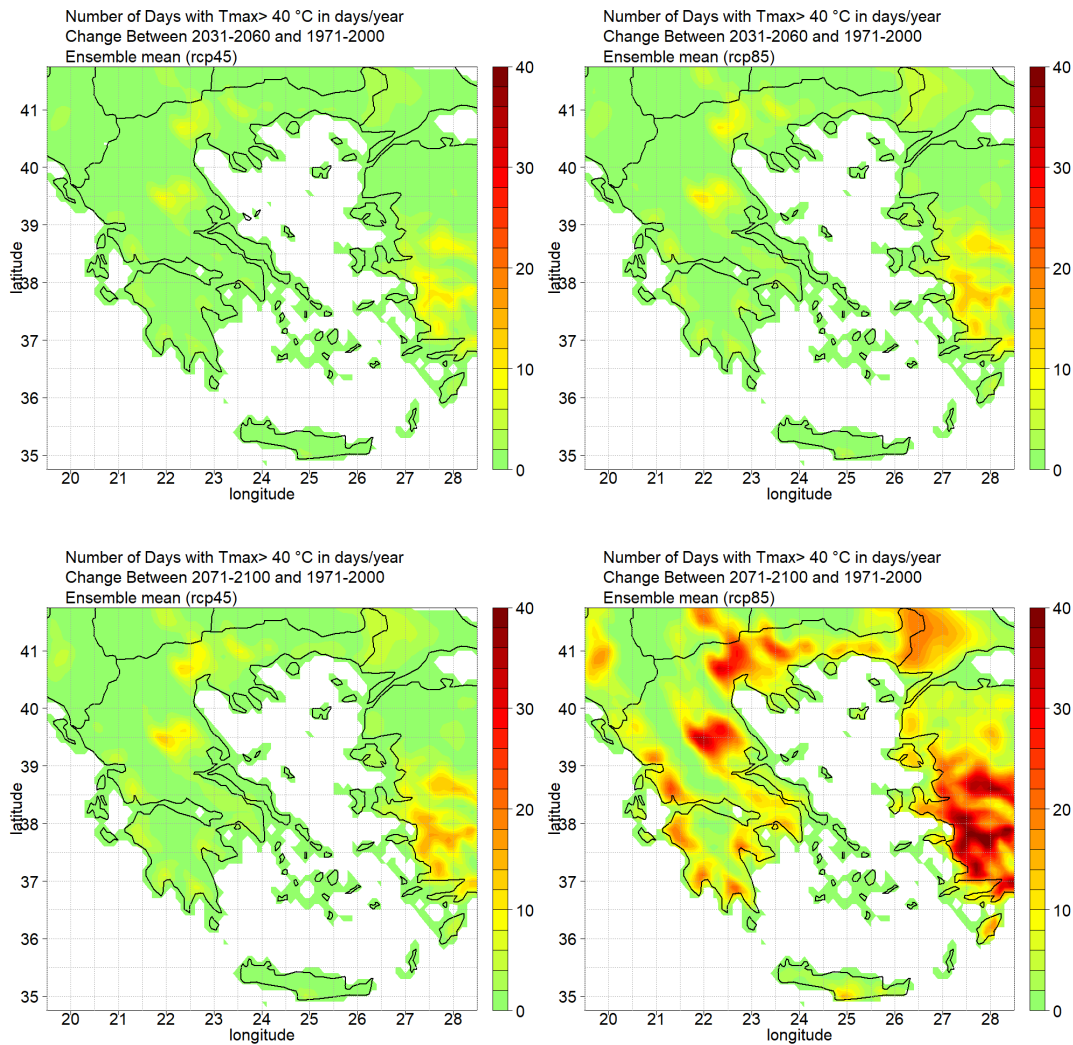 Number of Days with Tmax> 40 °C in days/year
Change Between 2031-2060 and 1971-2000
Ensemble mean (rcp45)
41
40
39
38
37
36
35
latitude
20 21 22 23 24 25 26 27 28
longitude
40
30
20
10
0
Number of Days with Tmax> 40 °C in days/year
Change Between 2031-2060 and 1971-2000
Ensemble mean (rcp85)
41
40
39
38
37
36
35
latitude
20 21 22 23 24 25 26 27 28
longitude
40
30
20
10
0
Number of Days with Tmax> 40 °C in days/year
Change Between 2071-2100 and 1971-2000
Ensemble mean (rcp45)
41
40
39
38
37
36
35
latitude
20 21 22 23 24 25 26 27 28
longitude
40
30
20
10
0
Number of Days with Tmax> 40 °C in days/year
Change Between 2071-2100 and 1971-2000
Ensemble mean (rcp85)
41
40
39
38
37
36
35
latitude
20 21 22 23 24 25 26 27 28
longitude
40
30
20
10
0